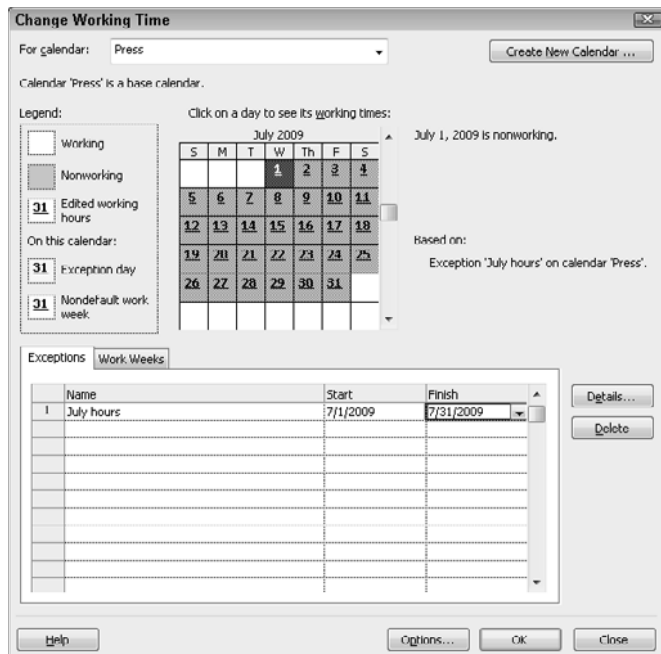 Change Working Time
For calendar: Press Create New Calendar ...
Calendar 'Press' is a base calendar.
Legend:
Working
Nonworking
31 Edited working hours
On this calendar:
31 Exception day
31 Nondefault work week
Click on a day to see its working times:
July 2009
S M T W Th F S
1 2 3 4
5 6 7 8 9 10 11
12 13 14 15 16 17 18
19 20 21 22 23 24 25
26 27 28 29 30 31
July 1, 2009 is nonworking.
Based on:
Exception 'July hours' on calendar 'Press'.
Exceptions Work Weeks
Name Start Finish
1 July hours 7/1/2009 7/31/2009
Details...
Delete
Help Options... OK Close